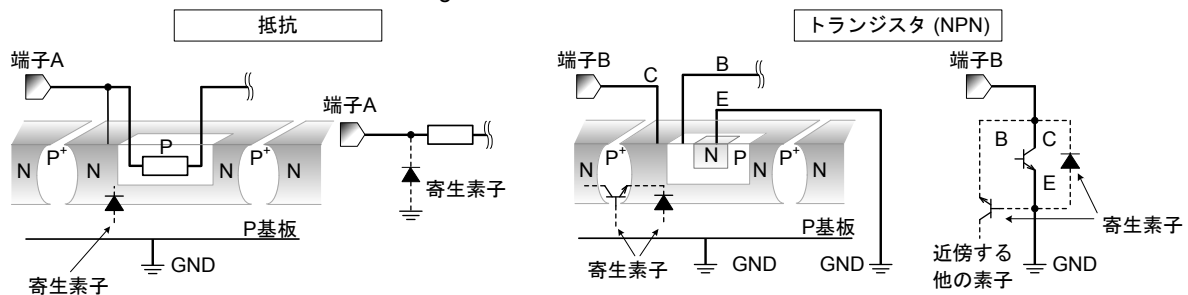 抵抗
トランジスタ (NPN)
端子A
端子A
P
N
P+
N
N
P+
N
寄生素子
P基板
GND
寄生素子
端子B
C
B
E
N
P+
N
N
P
N
P+
N
P基板
寄生素子
GND
GND
端子B
B
C
E
寄生素子
近傍する
他の素子
GND